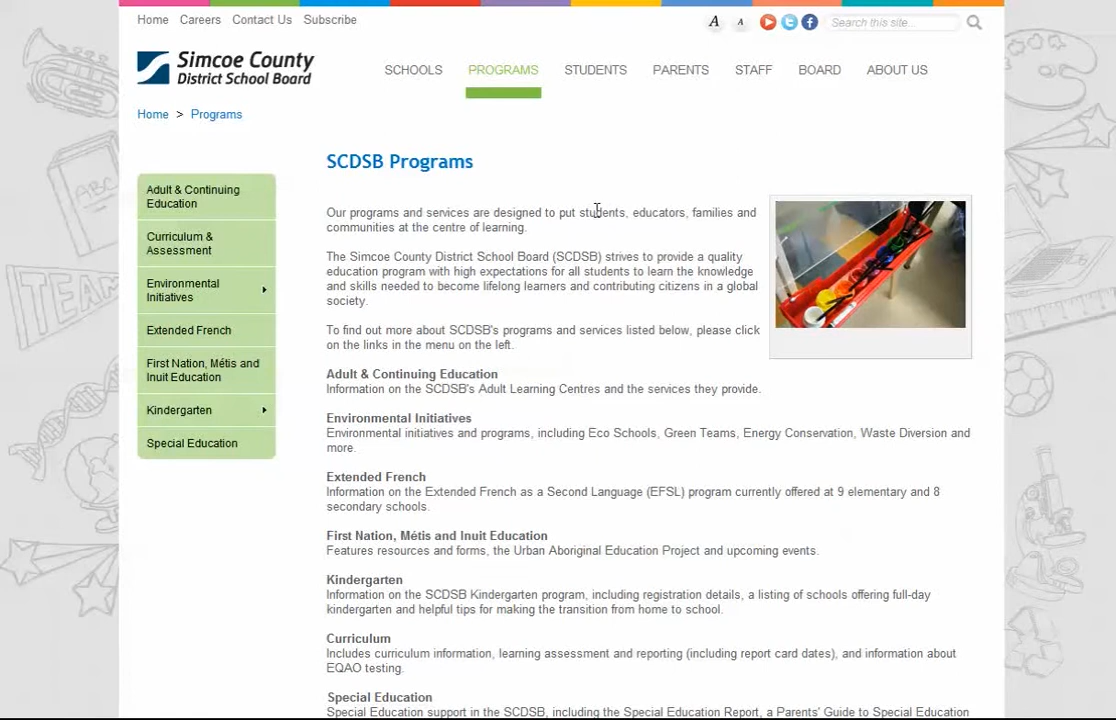 Home Careers Contact Us Subscribe
A A Search this site...
Simcoe County
District School Board
SCHOOLS PROGRAMS STUDENTS PARENTS STAFF BOARD ABOUT US
Home > Programs
SCDSB Programs
Adult & Continuing
Education
Curriculum &
Assessment
Environmental
Initiatives
Extended French
First Nation, Métis and
Inuit Education
Kindergarten
Special Education
Our programs and services are designed to put students, educators, families and
communities at the centre of learning.
The Simcoe County District School Board (SCDSB) strives to provide a quality
education program with high expectations for all students to learn the knowledge
and skills needed to become lifelong learners and contributing citizens in a global
society.
To find out more about SCDSB's programs and services listed below, please click
on the links in the menu on the left.
Adult & Continuing Education
Information on the SCDSB's Adult Learning Centres and the services they provide.
Environmental Initiatives
Environmental initiatives and programs, including Eco Schools, Green Teams, Energy Conservation, Waste Diversion and
more.
Extended French
Information on the Extended French as a Second Language (EFSL) program currently offered at 9 elementary and 8
secondary schools.
First Nation, Métis and Inuit Education
Features resources and forms, the Urban Aboriginal Education Project and upcoming events.
Kindergarten
Information on the SCDSB Kindergarten program, including registration details, a listing of schools offering full-day
kindergarten and helpful tips for making the transition from home to school.
Curriculum
Includes curriculum information, learning assessment and reporting (including report card dates), and information about
EQAO testing.
Special Education
Special Education support in the SCDSB, including the Special Education Report, a Parents' Guide to Special Education
TEAM
ABC